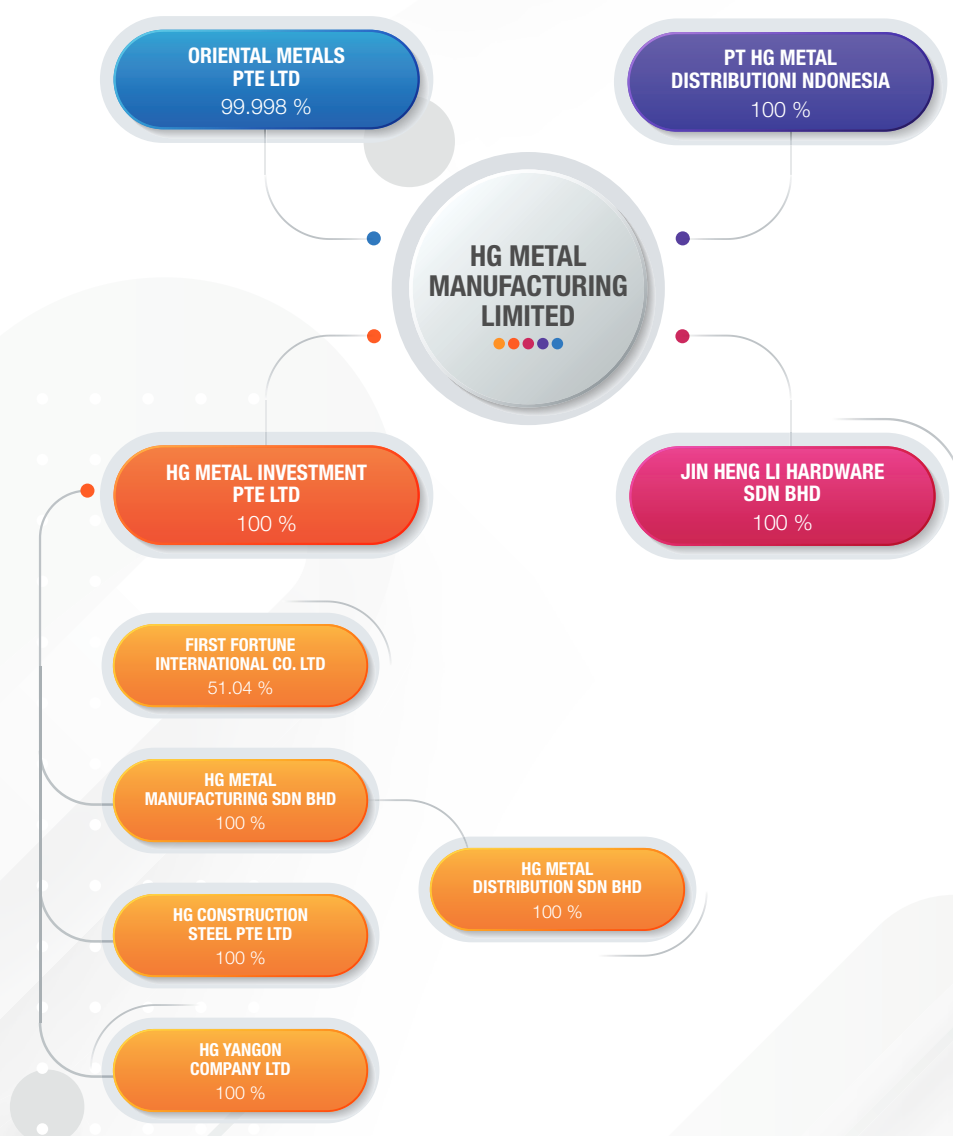 ORIENTAL METALS
PTE LTD
99.998 %
PT HG METAL
DISTRIBUTIONI NDONESIA
100 %
HG METAL
MANUFACTURING
LIMITED
HG METAL INVESTMENT
PTE LTD
100 %
JIN HENG LI HARDWARE
SDN BHD
100 %
FIRST FORTUNE
INTERNATIONAL CO. LTD
51.04 %
HG METAL
MANUFACTURING SDN BHD
100 %
HG METAL
DISTRIBUTION SDN BHD
100 %
HG CONSTRUCTION
STEEL PTE LTD
100 %
HG YANGON
COMPANY LTD
100 %